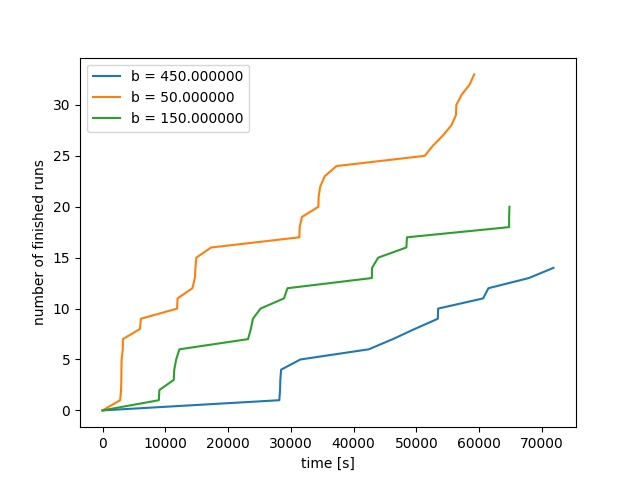 b = 450.000000
b = 50.000000
b = 150.000000
number of finished runs
30
25
20
15
10
5
0
0 10000 20000 30000 40000 50000 60000 70000
time [s]